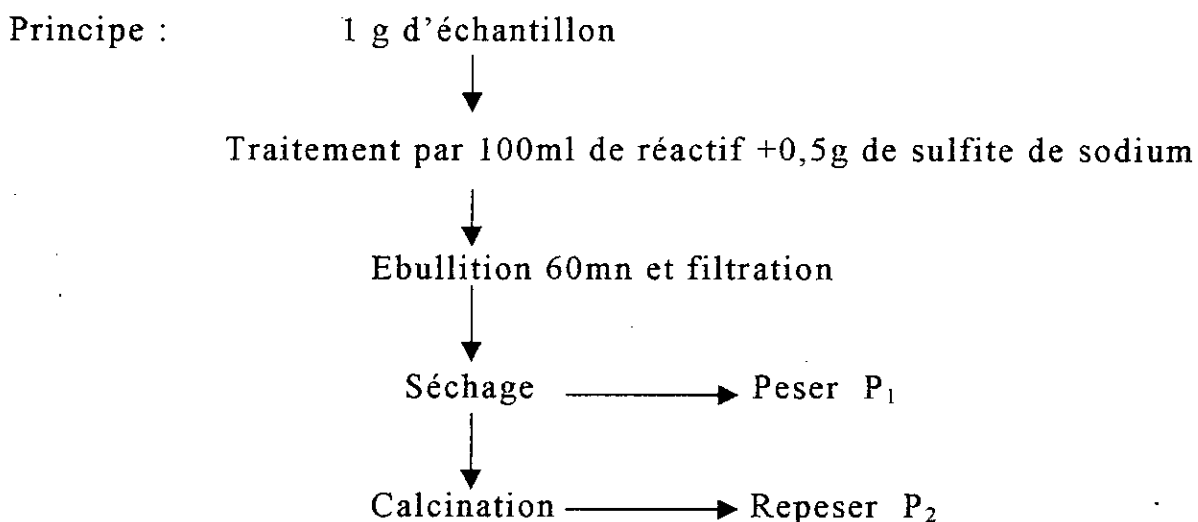 Principe : 1 g d'échantillon
Traitement par 100ml de réactif +0,5g de sulfite de sodium
Ebullition 60mn et filtration
Séchage Peser P₁
Calcination Repeser P₂